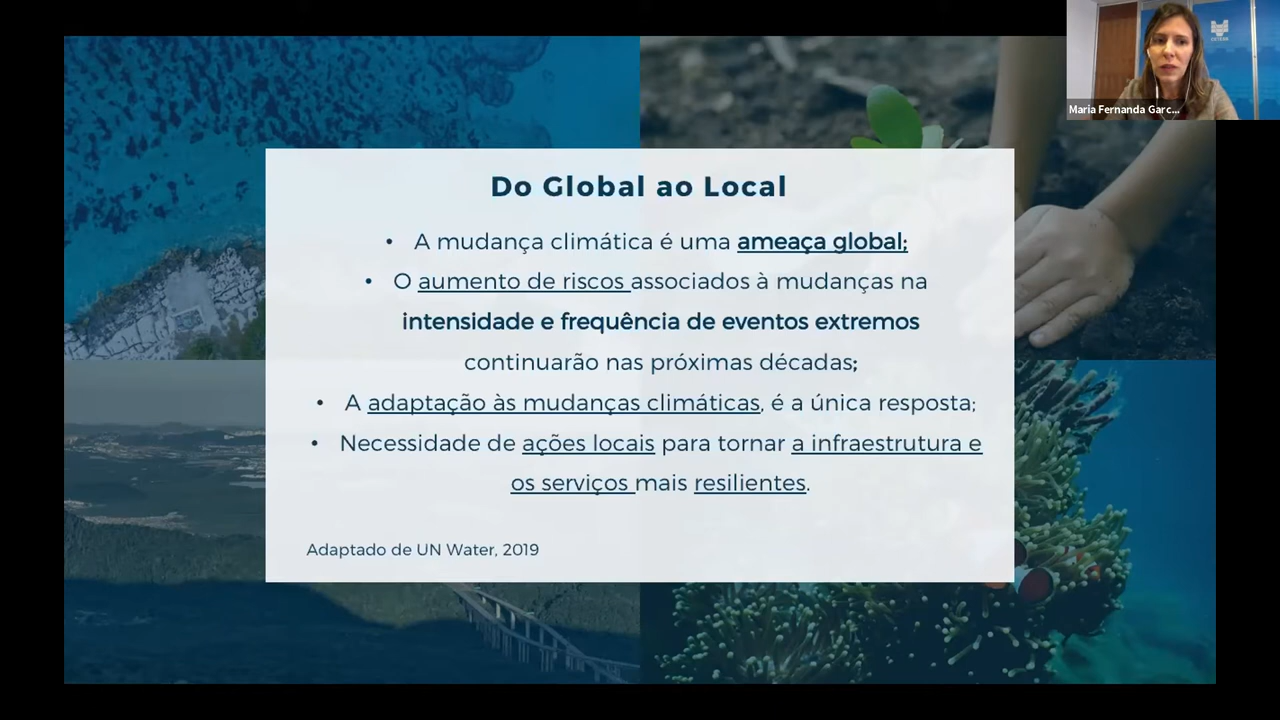 Do Global ao Local
• A mudança climática é uma ameaça global;
• O aumento de riscos associados à mudanças na
intensidade e frequência de eventos extremos
continuarão nas próximas décadas;
• A adaptação às mudanças climáticas, é a única resposta;
• Necessidade de ações locais para tornar a infraestrutura e
os serviços mais resilientes.
Adaptado de UN Water, 2019
Maria Fernanda Garc...
CETESB